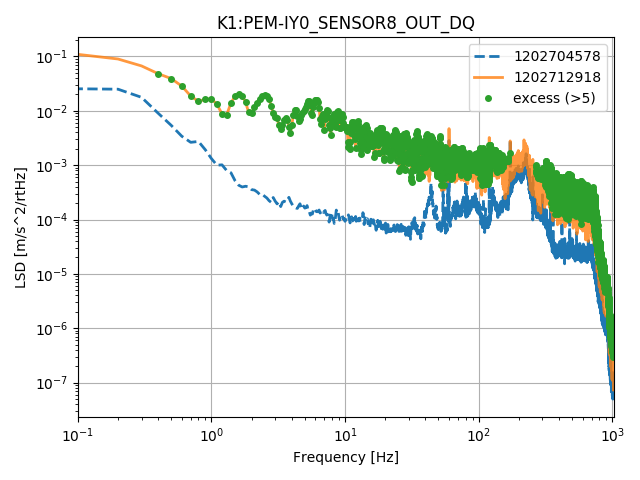 K1:PEM-IY0_SENSOR8_OUT_DQ
1202704578
1202712918
excess (>5)
LSD [m/s^2/rtHz]
10⁻¹
10⁻²
10⁻³
10⁻⁴
10⁻⁵
10⁻⁶
10⁻⁷
10⁻¹ 10⁰ 10¹ 10² 10³
Frequency [Hz]